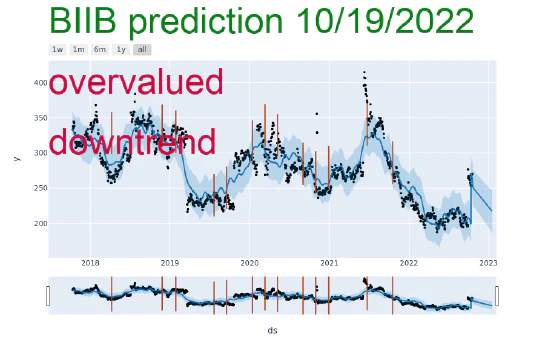 BIIB prediction 10/19/2022
1w 1m 6m 1y all
overvalued
downtrend
400
350
300
250
200
y
2018 2019 2020 2021 2022 2023
ds